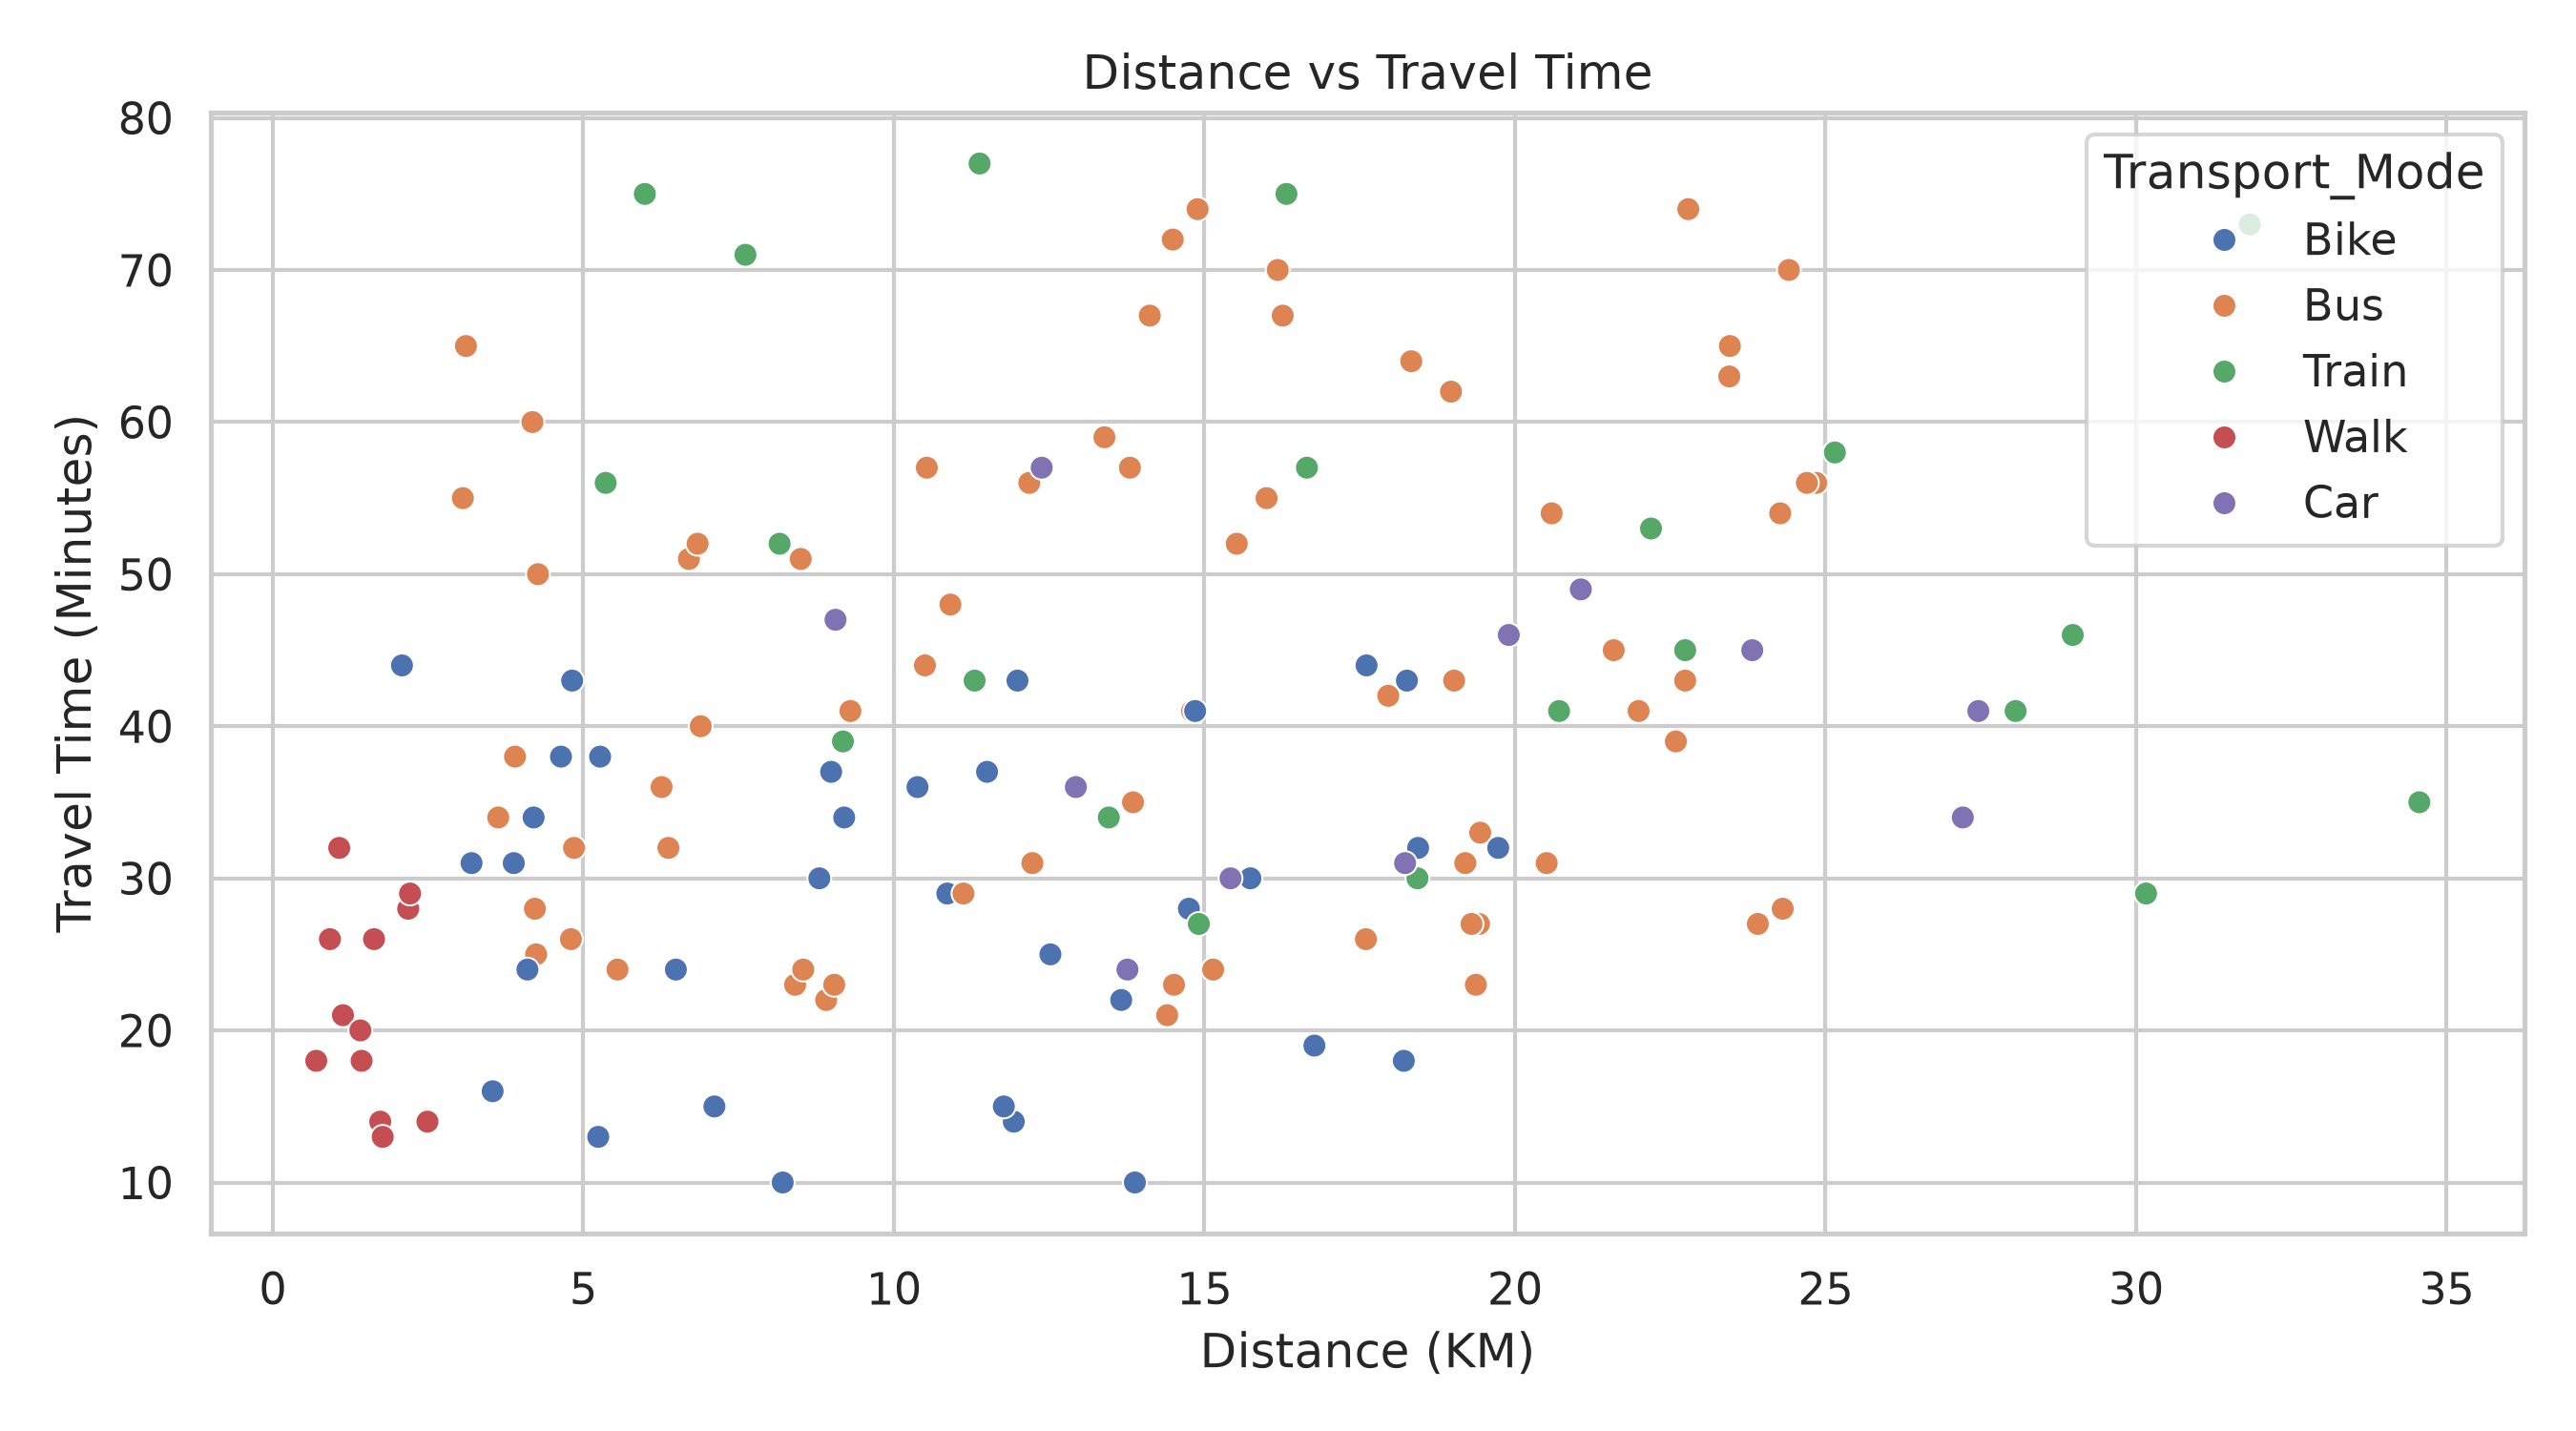 Distance vs Travel Time
80
70
60
50
40
30
20
10
Travel Time (Minutes)
Transport_Mode
Bike
Bus
Train
Walk
Car
0 5 10 15 20 25 30 35
Distance (KM)